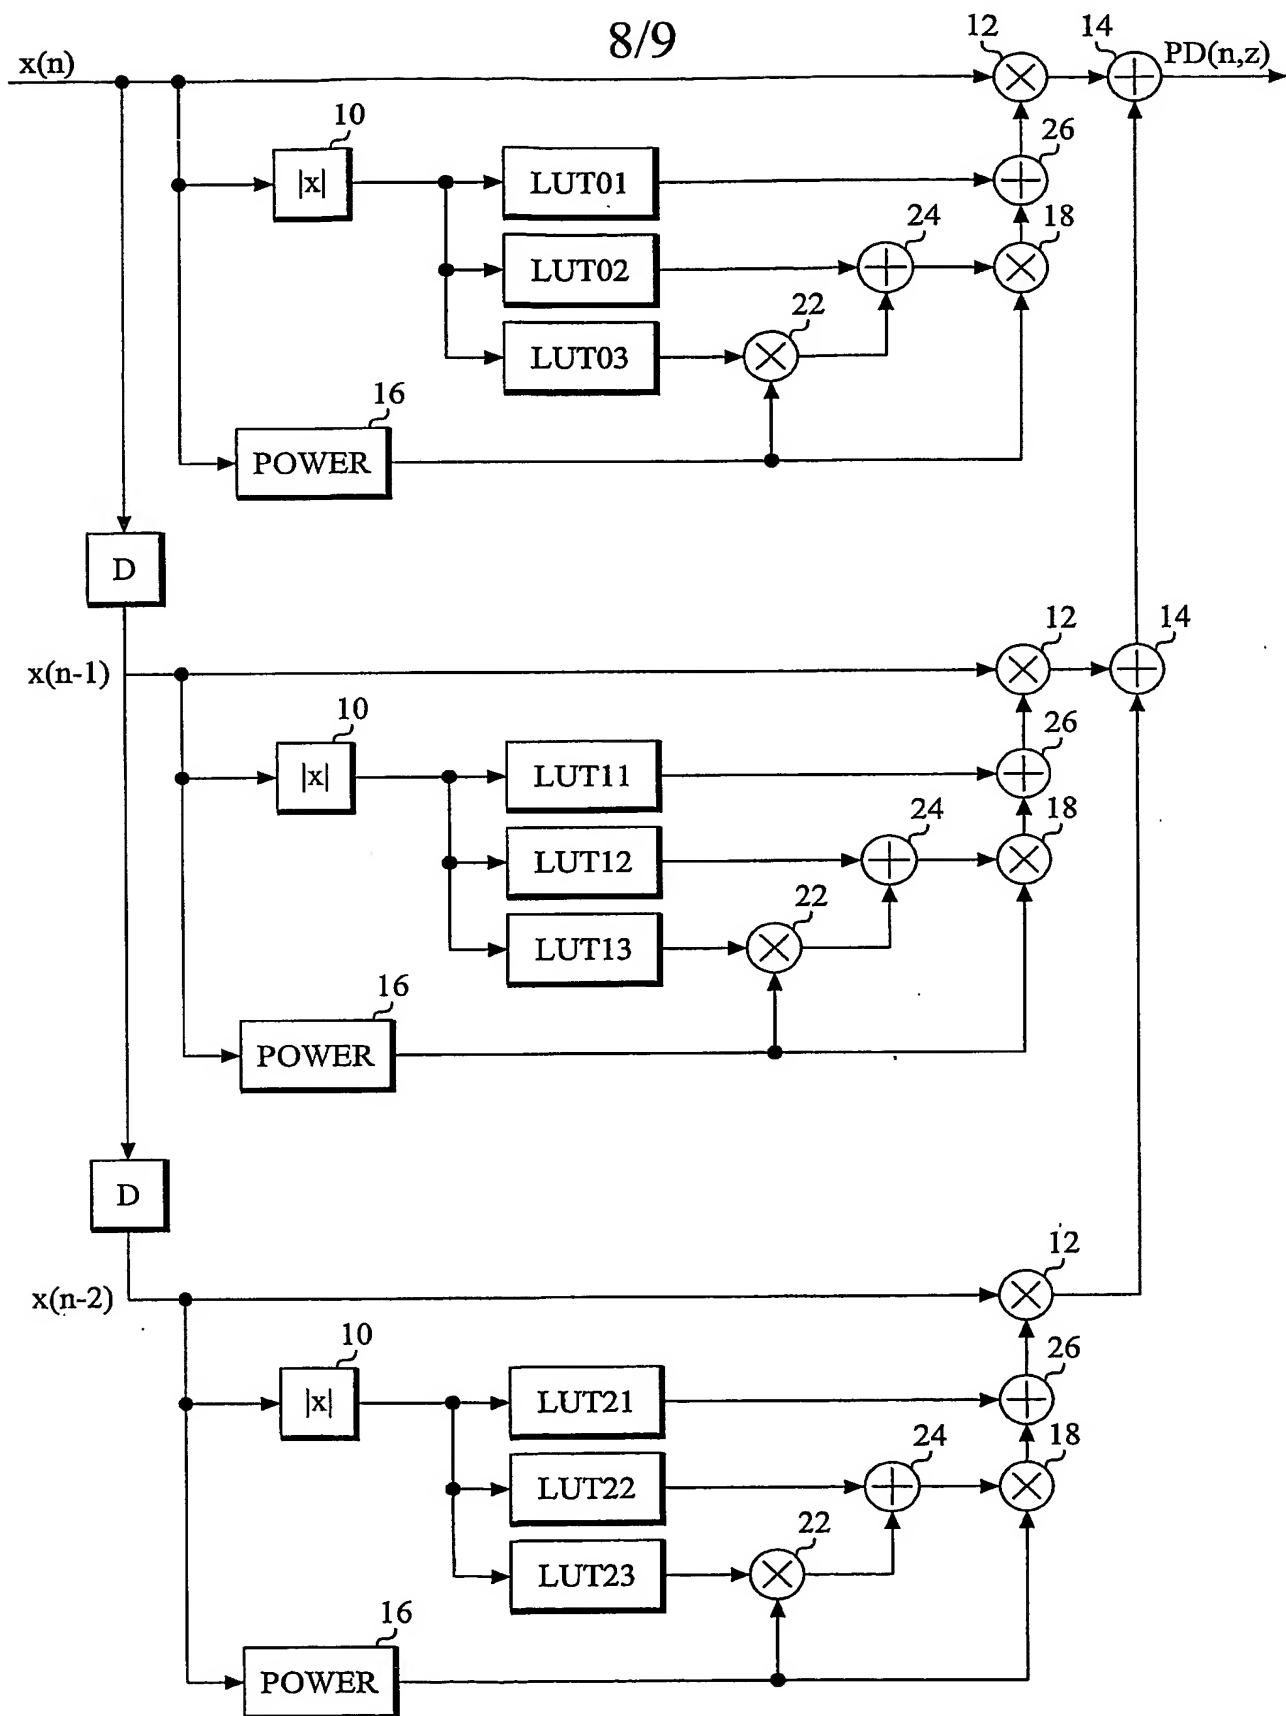 8/9
x(n)
12
14
PD(n,z)
10
|x|
LUT01
26
LUT02
24
18
LUT03
22
16
POWER
D
x(n-1)
12
14
10
|x|
LUT11
26
LUT12
24
18
LUT13
22
16
POWER
D
x(n-2)
12
10
|x|
LUT21
26
LUT22
24
18
LUT23
22
16
POWER